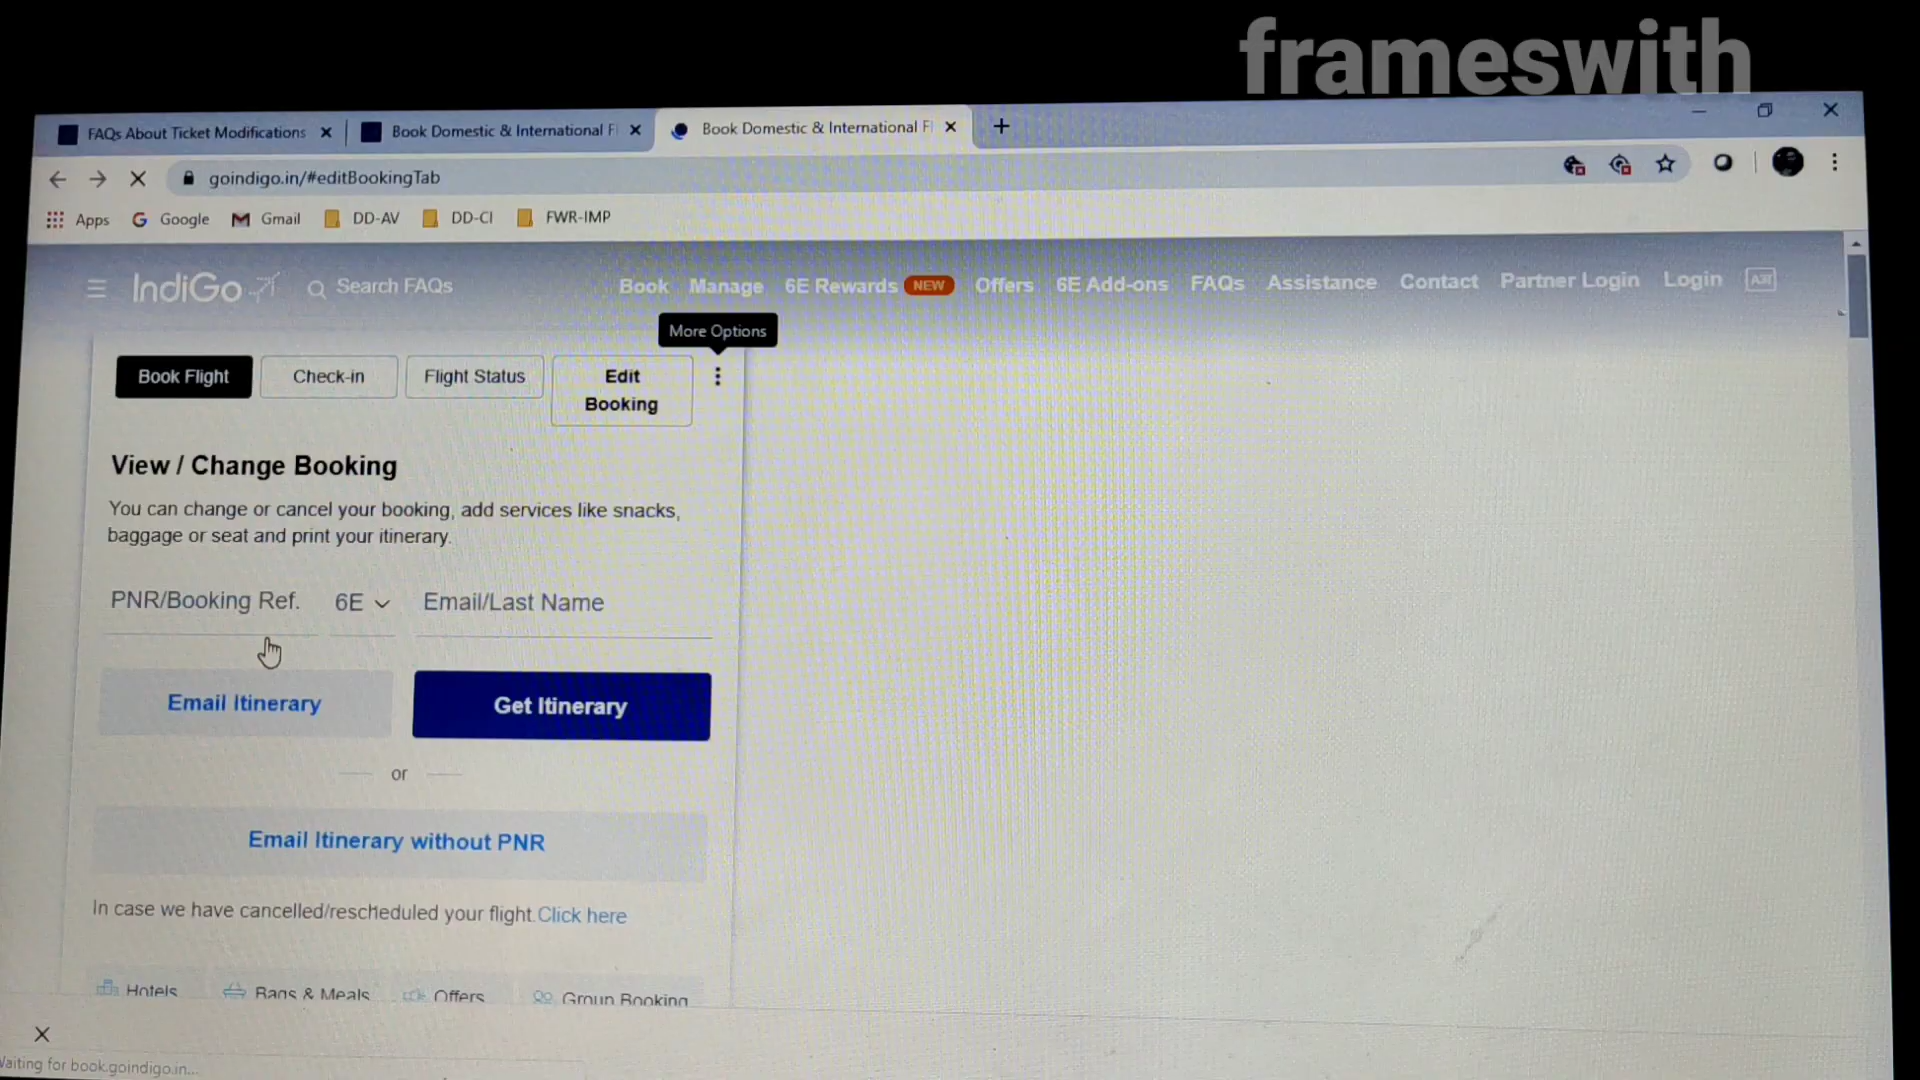 frameswith
FAQs About Ticket Modifications
Book Domestic & International Fl
Book Domestic & International Fl
goindigo.in/#editBookingTab
Apps
Google
Gmail
DD-AV
DD-CI
FWR-IMP
IndiGo
Search FAQs
Book
Manage
6E Rewards
NEW
Offers
6E Add-ons
FAQs
Assistance
Contact
Partner Login
Login
More Options
Book Flight
Check-in
Flight Status
Edit
Booking
View / Change Booking
You can change or cancel your booking, add services like snacks,
baggage or seat and print your itinerary.
PNR/Booking Ref.
6E
Email/Last Name
Email Itinerary
Get Itinerary
or
Email Itinerary without PNR
In case we have cancelled/rescheduled your flight.Click here
Hotels
Bags & Meals
Offers
Group Booking
Waiting for book.goindigo.in...